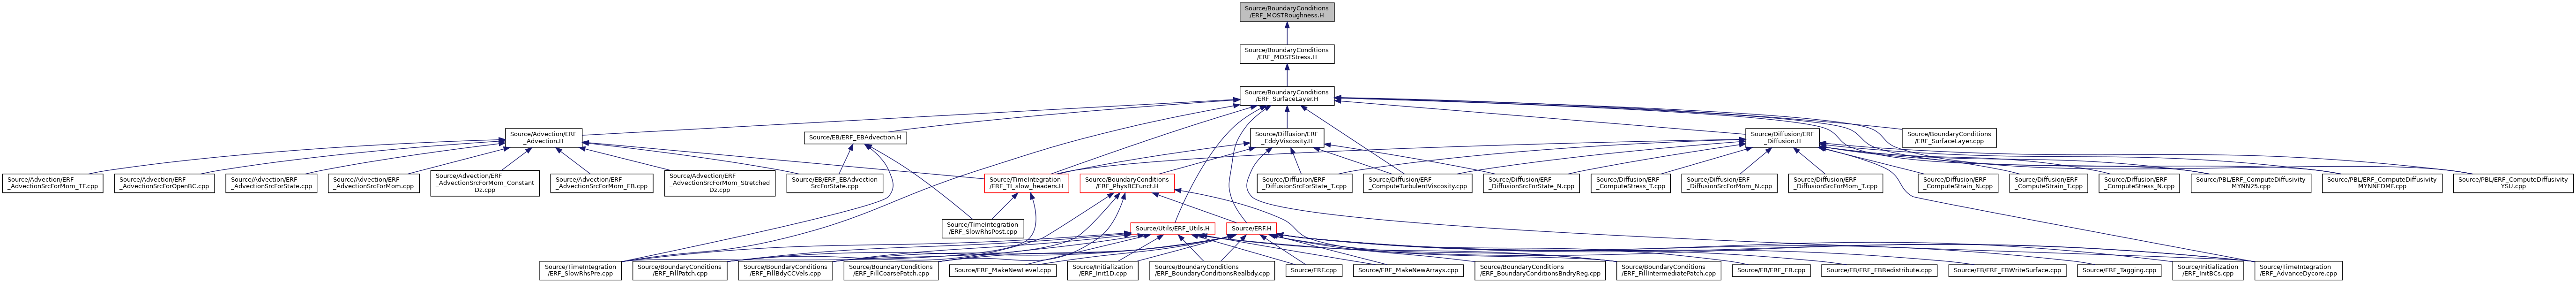 Source/BoundaryConditions
/ERF_MOSTRoughness.H
Source/BoundaryConditions
/ERF_MOSTStress.H
Source/BoundaryConditions
/ERF_SurfaceLayer.H
Source/Advection/ERF
_Advection.H
Source/EB/ERF_EBAdvection.H
Source/Diffusion/ERF
_EddyViscosity.H
Source/Diffusion/ERF
_Diffusion.H
Source/BoundaryConditions
/ERF_SurfaceLayer.cpp
Source/Advection/ERF
_AdvectionSrcForMom_TF.cpp
Source/Advection/ERF
_AdvectionSrcForOpenBC.cpp
Source/Advection/ERF
_AdvectionSrcForState.cpp
Source/Advection/ERF
_AdvectionSrcForMom.cpp
Source/Advection/ERF
_AdvectionSrcForMom_Constant
Dz.cpp
Source/Advection/ERF
_AdvectionSrcForMom_EB.cpp
Source/Advection/ERF
_AdvectionSrcForMom_Stretched
Dz.cpp
Source/EB/ERF_EBAdvection
SrcForState.cpp
Source/TimeIntegration
/ERF_TI_slow_headers.H
Source/BoundaryConditions
/ERF_PhysBCFunct.H
Source/Diffusion/ERF
_DiffusionSrcForState_T.cpp
Source/Diffusion/ERF
_ComputeTurbulentViscosity.cpp
Source/Diffusion/ERF
_DiffusionSrcForState_N.cpp
Source/Diffusion/ERF
_ComputeStress_T.cpp
Source/Diffusion/ERF
_DiffusionSrcForMom_N.cpp
Source/Diffusion/ERF
_DiffusionSrcForMom_T.cpp
Source/Diffusion/ERF
_ComputeStrain_N.cpp
Source/Diffusion/ERF
_ComputeStrain_T.cpp
Source/Diffusion/ERF
_ComputeStress_N.cpp
Source/PBL/ERF_ComputeDiffusivity
MYNN25.cpp
Source/PBL/ERF_ComputeDiffusivity
MYNNEDMF.cpp
Source/PBL/ERF_ComputeDiffusivity
YSU.cpp
Source/TimeIntegration
/ERF_SlowRhsPost.cpp
Source/Utils/ERF_Utils.H
Source/ERF.H
Source/TimeIntegration
/ERF_SlowRhsPre.cpp
Source/BoundaryConditions
/ERF_FillPatch.cpp
Source/BoundaryConditions
/ERF_FillBdyCCVels.cpp
Source/BoundaryConditions
/ERF_FillCoarsePatch.cpp
Source/ERF_MakeNewLevel.cpp
Source/Initialization
/ERF_Init1D.cpp
Source/BoundaryConditions
/ERF_BoundaryConditionsRealbdy.cpp
Source/ERF.cpp
Source/ERF_MakeNewArrays.cpp
Source/BoundaryConditions
/ERF_BoundaryConditionsBndryReg.cpp
Source/BoundaryConditions
/ERF_FillIntermediatePatch.cpp
Source/EB/ERF_EB.cpp
Source/EB/ERF_EBRedistribute.cpp
Source/EB/ERF_EBWriteSurface.cpp
Source/ERF_Tagging.cpp
Source/Initialization
/ERF_InitBCs.cpp
Source/TimeIntegration
/ERF_AdvanceDycore.cpp